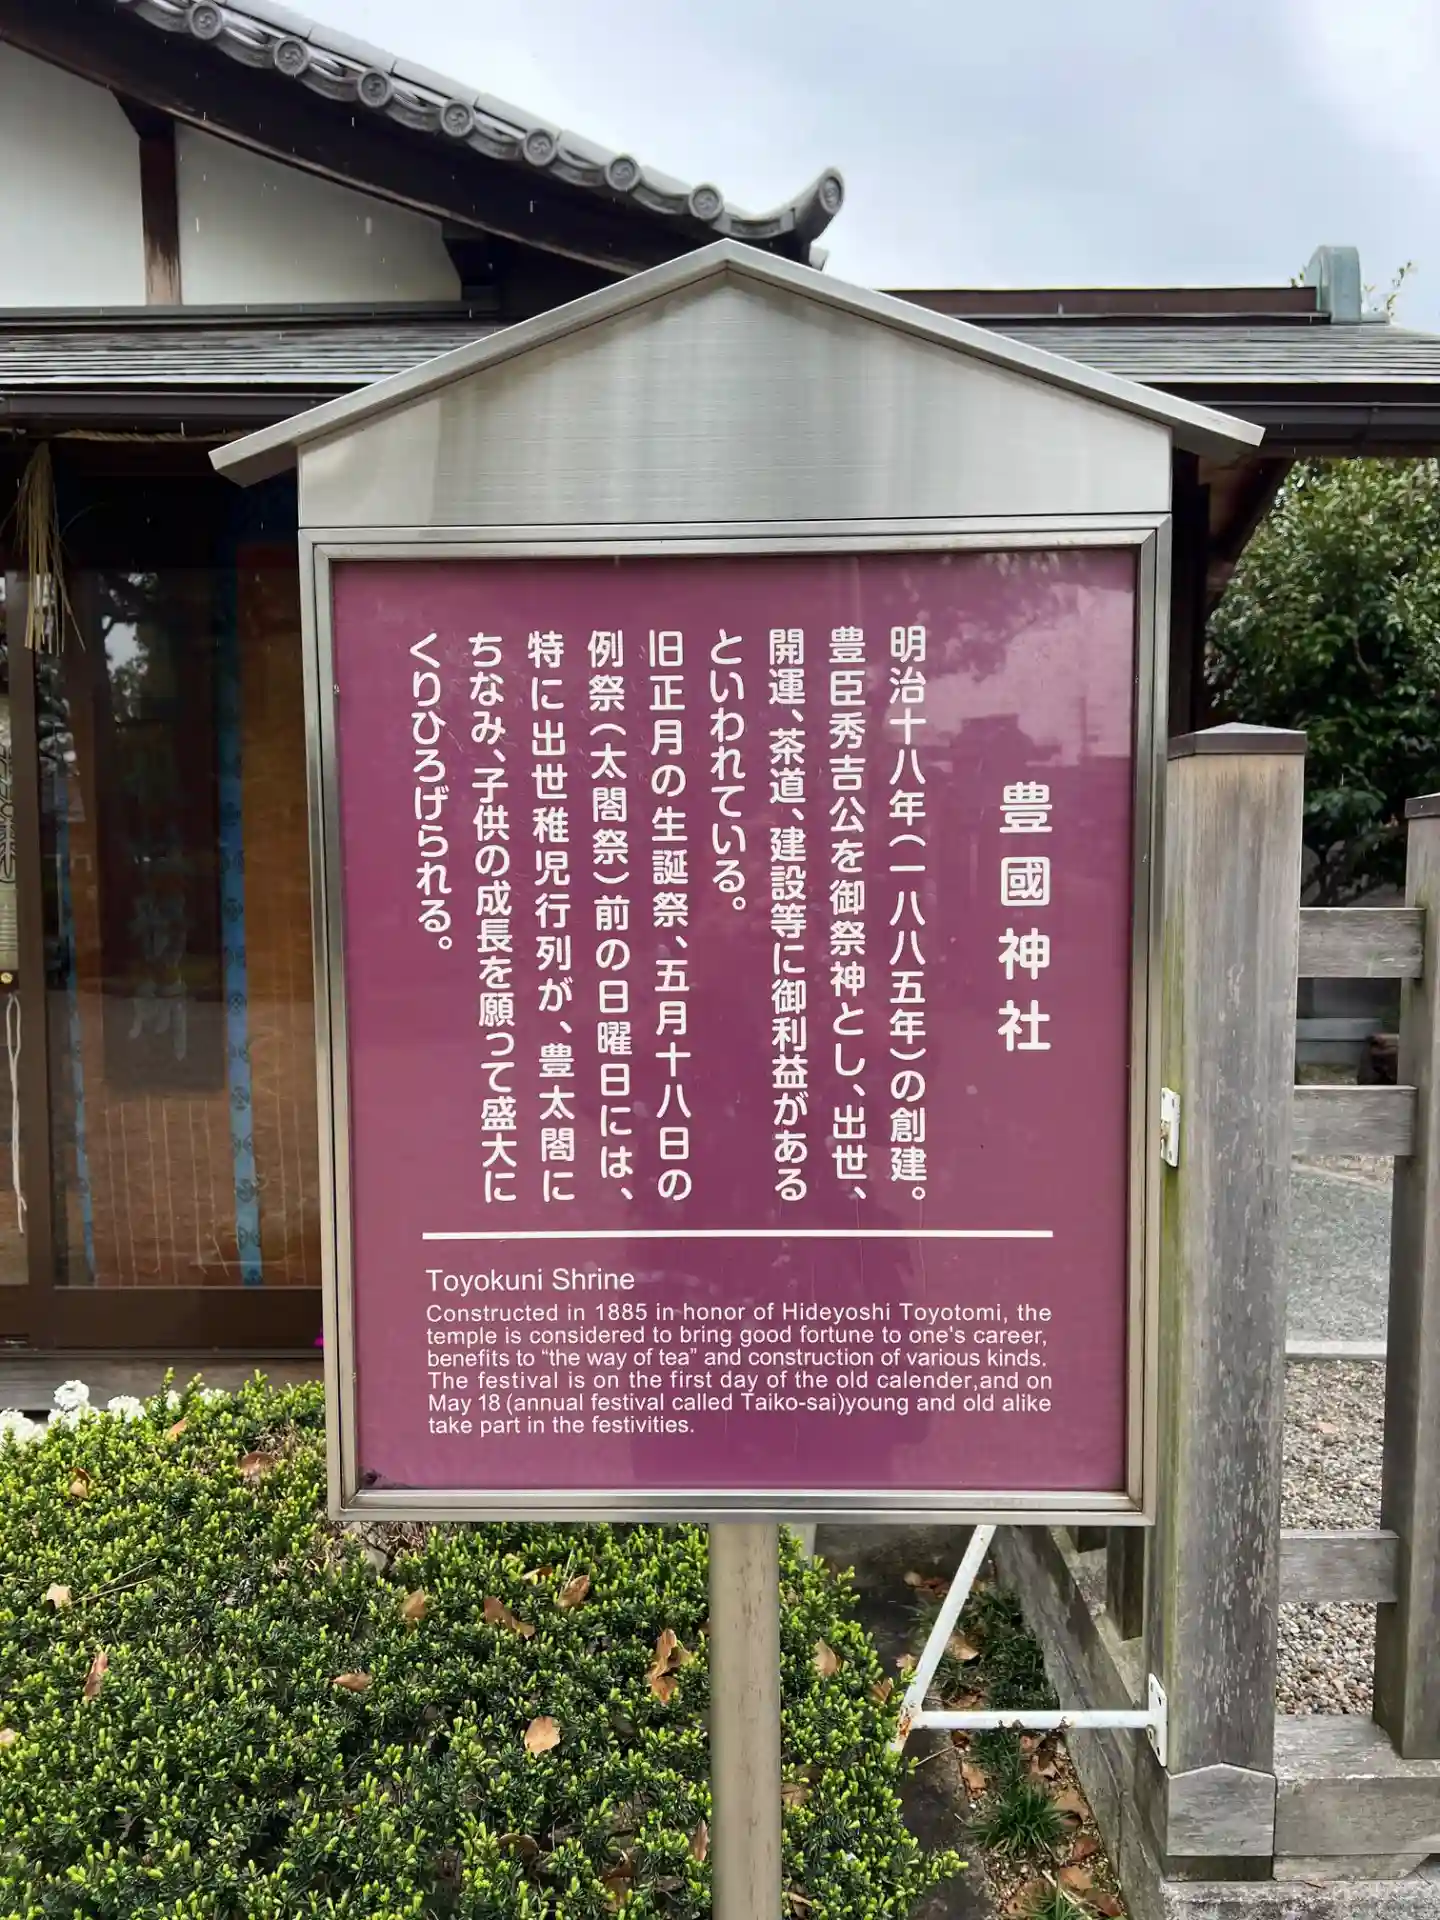 豊國神社
明治十八年（一八八五年）の創建。
豊臣秀吉公を御祭神とし、出世、
開運、茶道、建設等に御利益がある
といわれている。
旧正月の生誕祭、五月十八日の
例祭（太閤祭）前の日曜日には、
特に出世稚児行列が、豊太閤に
ちなみ、子供の成長を願って盛大に
くりひろげられる。
Toyokuni Shrine
Constructed in 1885 in honor of Hideyoshi Toyotomi, the
temple is considered to bring good fortune to one's career,
benefits to “the way of tea” and construction of various kinds.
The festival is on the first day of the old calender,and on
May 18 (annual festival called Taiko-sai)young and old alike
take part in the festivities.